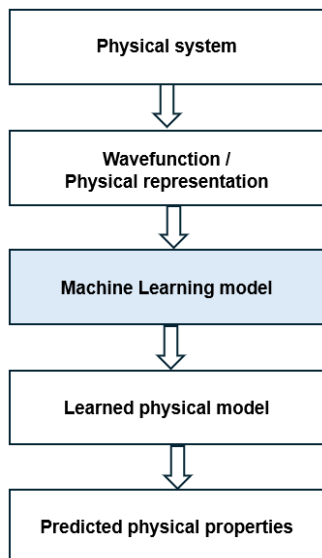 Physical system
Wavefunction /
Physical representation
Machine Learning model
Learned physical model
Predicted physical properties